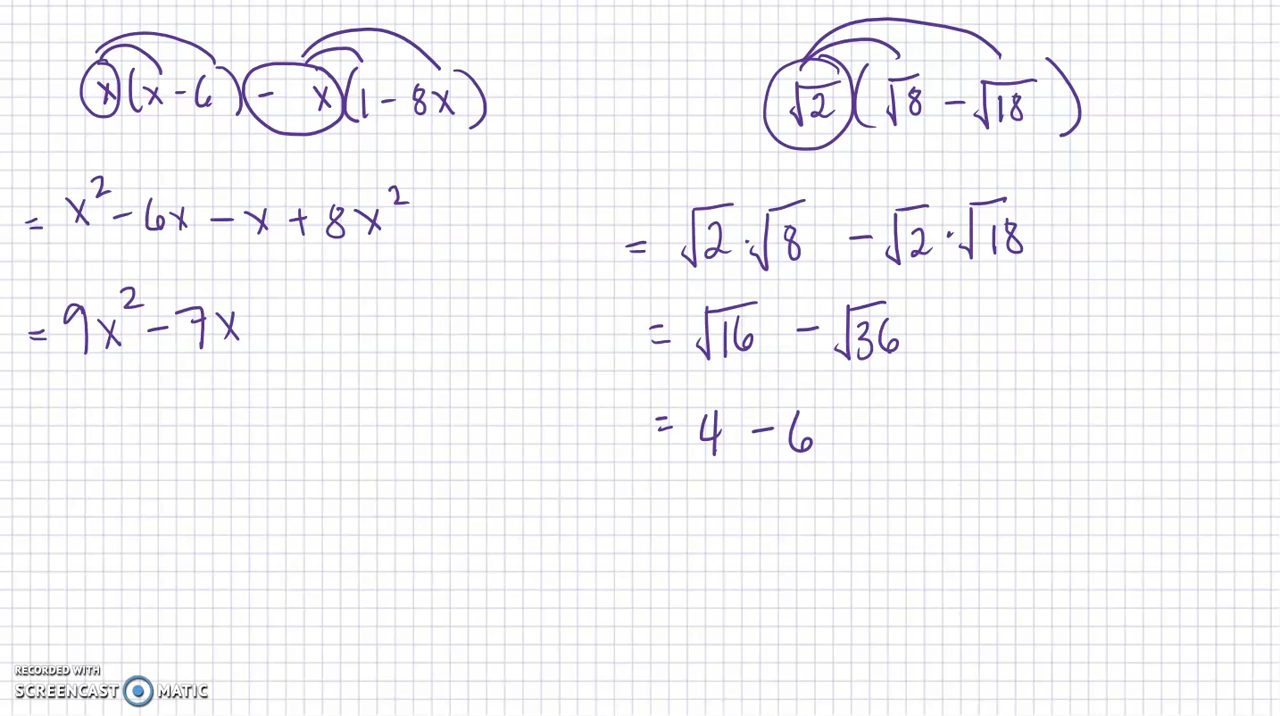 x(x - 6) - x(1 - 8x)
= x² - 6x - x + 8x²
= 9x² - 7x
√2(√8 - √18)
= √2 · √8 - √2 · √18
= √16 - √36
= 4 - 6
RECORDED WITH
SCREENCAST MATIC